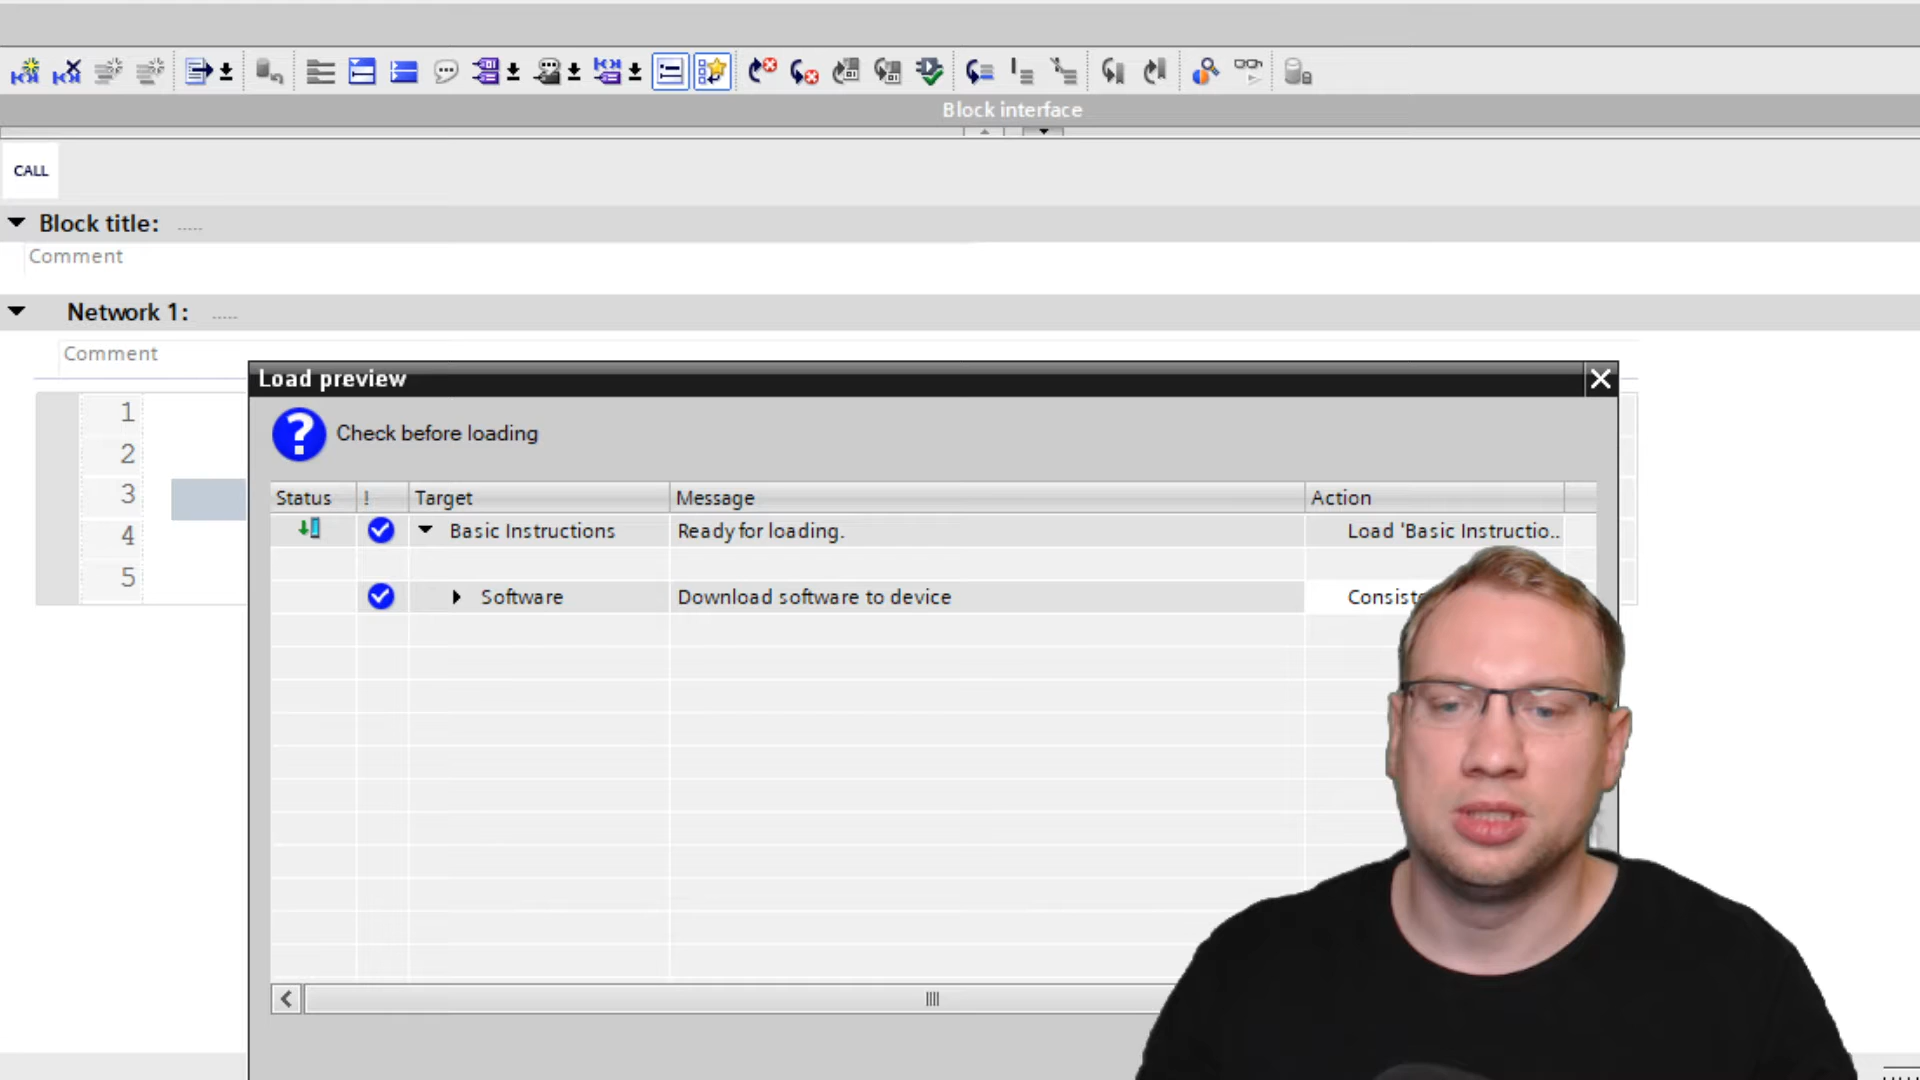 Block interface
CALL
Block title: .....
Comment
Network 1: .....
Comment
Load preview
1
? Check before loading
2
Status ! Target Message Action
3
Basic Instructions Ready for loading. Load 'Basic Instructio..
4
5
Software Download software to device Consiste